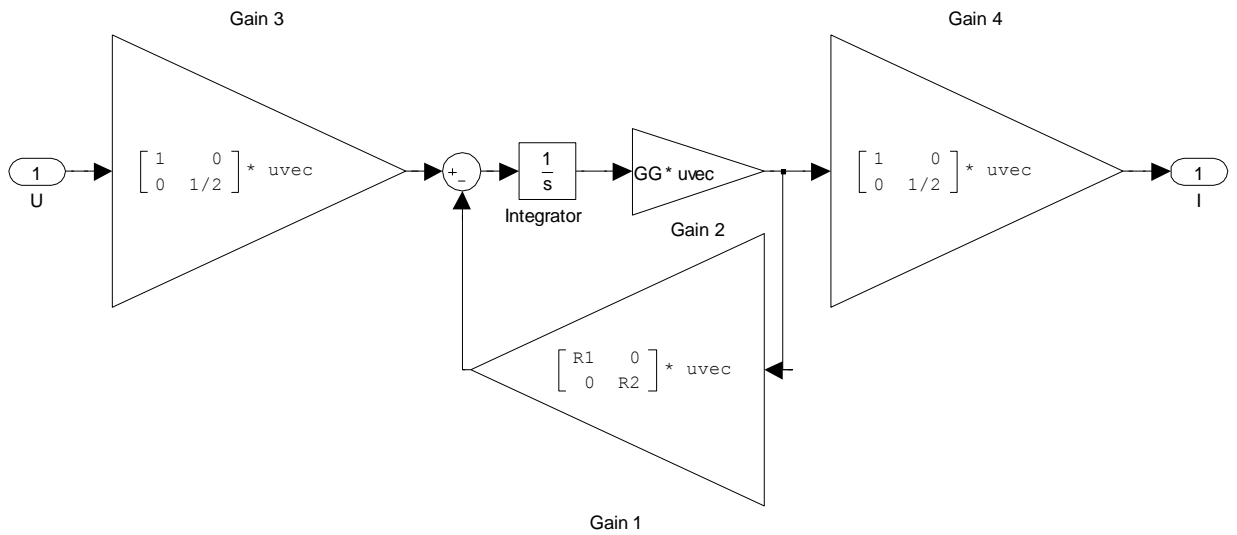 Gain 3
Gain 4
1
U
1 0
0 1/2
* uvec
+
−
1
s
Integrator
GG* uvec
Gain 2
1 0
0 1/2
* uvec
1
I
R1 0
0 R2
* uvec
Gain 1